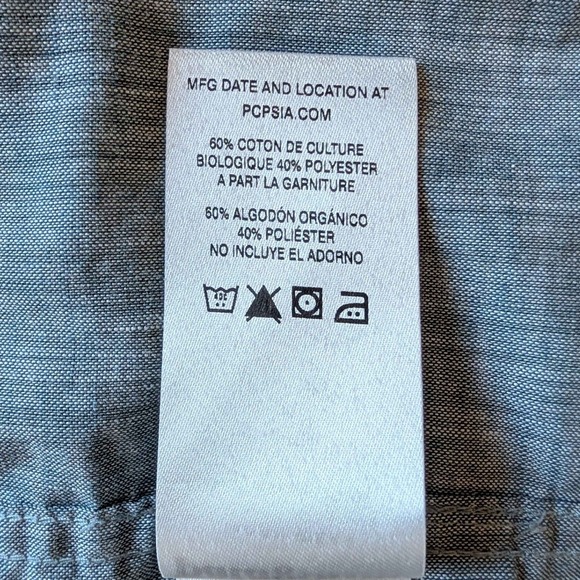 MFG DATE AND LOCATION AT
PCPSIA.COM
60% COTON DE CULTURE
BIOLOGIQUE 40% POLYESTER
A PART LA GARNITURE
60% ALGODÓN ORGÁNICO
40% POLIÉSTER
NO INCLUYE EL ADORNO